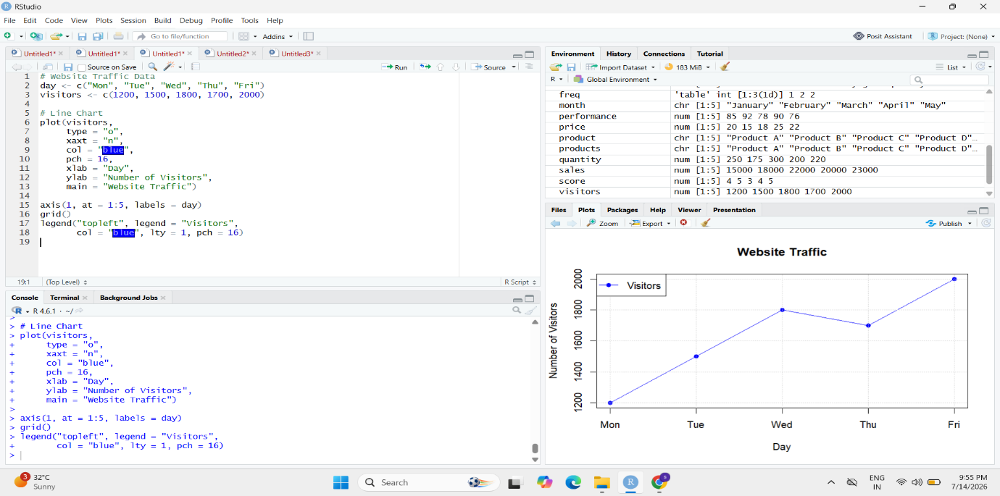 RStudio
File Edit Code View Plots Session Build Debug Profile Tools Help
Go to file/function Addins Posit Assistant Project: (None)
Untitled1* Untitled1* Untitled1* Untitled2* Untitled3*
Source on Save Run Source
1 # Website Traffic Data
2 day <- c("Mon", "Tue", "Wed", "Thu", "Fri")
3 visitors <- c(1200, 1500, 1800, 1700, 2000)
4
5 # Line Chart
6 plot(visitors,
7 type = "o",
8 xaxt = "n",
9 col = "blue",
10 pch = 16,
11 xlab = "Day",
12 ylab = "Number of Visitors",
13 main = "Website Traffic")
14
15 axis(1, at = 1:5, labels = day)
16 grid()
17 legend("topleft", legend = "Visitors",
18 col = "blue", lty = 1, pch = 16)
19
19:1 (Top Level) R Script
Console Terminal Background Jobs
R R 4.6.1 · ~/
>
> # Line Chart
> plot(visitors,
+ type = "o",
+ xaxt = "n",
+ col = "blue",
+ pch = 16,
+ xlab = "Day",
+ ylab = "Number of Visitors",
+ main = "Website Traffic")
>
> axis(1, at = 1:5, labels = day)
> grid()
> legend("topleft", legend = "Visitors",
+ col = "blue", lty = 1, pch = 16)
>
Environment History Connections Tutorial
Import Dataset 183 MiB List
R Global Environment
freq 'table' int [1:3(1d)] 1 2 2
month chr [1:5] "January" "February" "March" "April" "May"
performance num [1:5] 85 92 78 90 76
price num [1:5] 20 15 18 25 22
product chr [1:5] "Product A" "Product B" "Product C" "Product D"…
products chr [1:5] "Product A" "Product B" "Product C" "Product D"…
quantity num [1:5] 250 175 300 200 220
sales num [1:5] 15000 18000 22000 20000 23000
score num [1:5] 4 5 3 4 5
visitors num [1:5] 1200 1500 1800 1700 2000
Files Plots Packages Help Viewer Presentation
Zoom Export Publish
Website Traffic
Visitors
Number of Visitors
2000
1800
1600
1400
1200
Mon Tue Wed Thu Fri
Day
3 32°C
Sunny
Search
ENG
IN
9:55 PM
7/14/2026